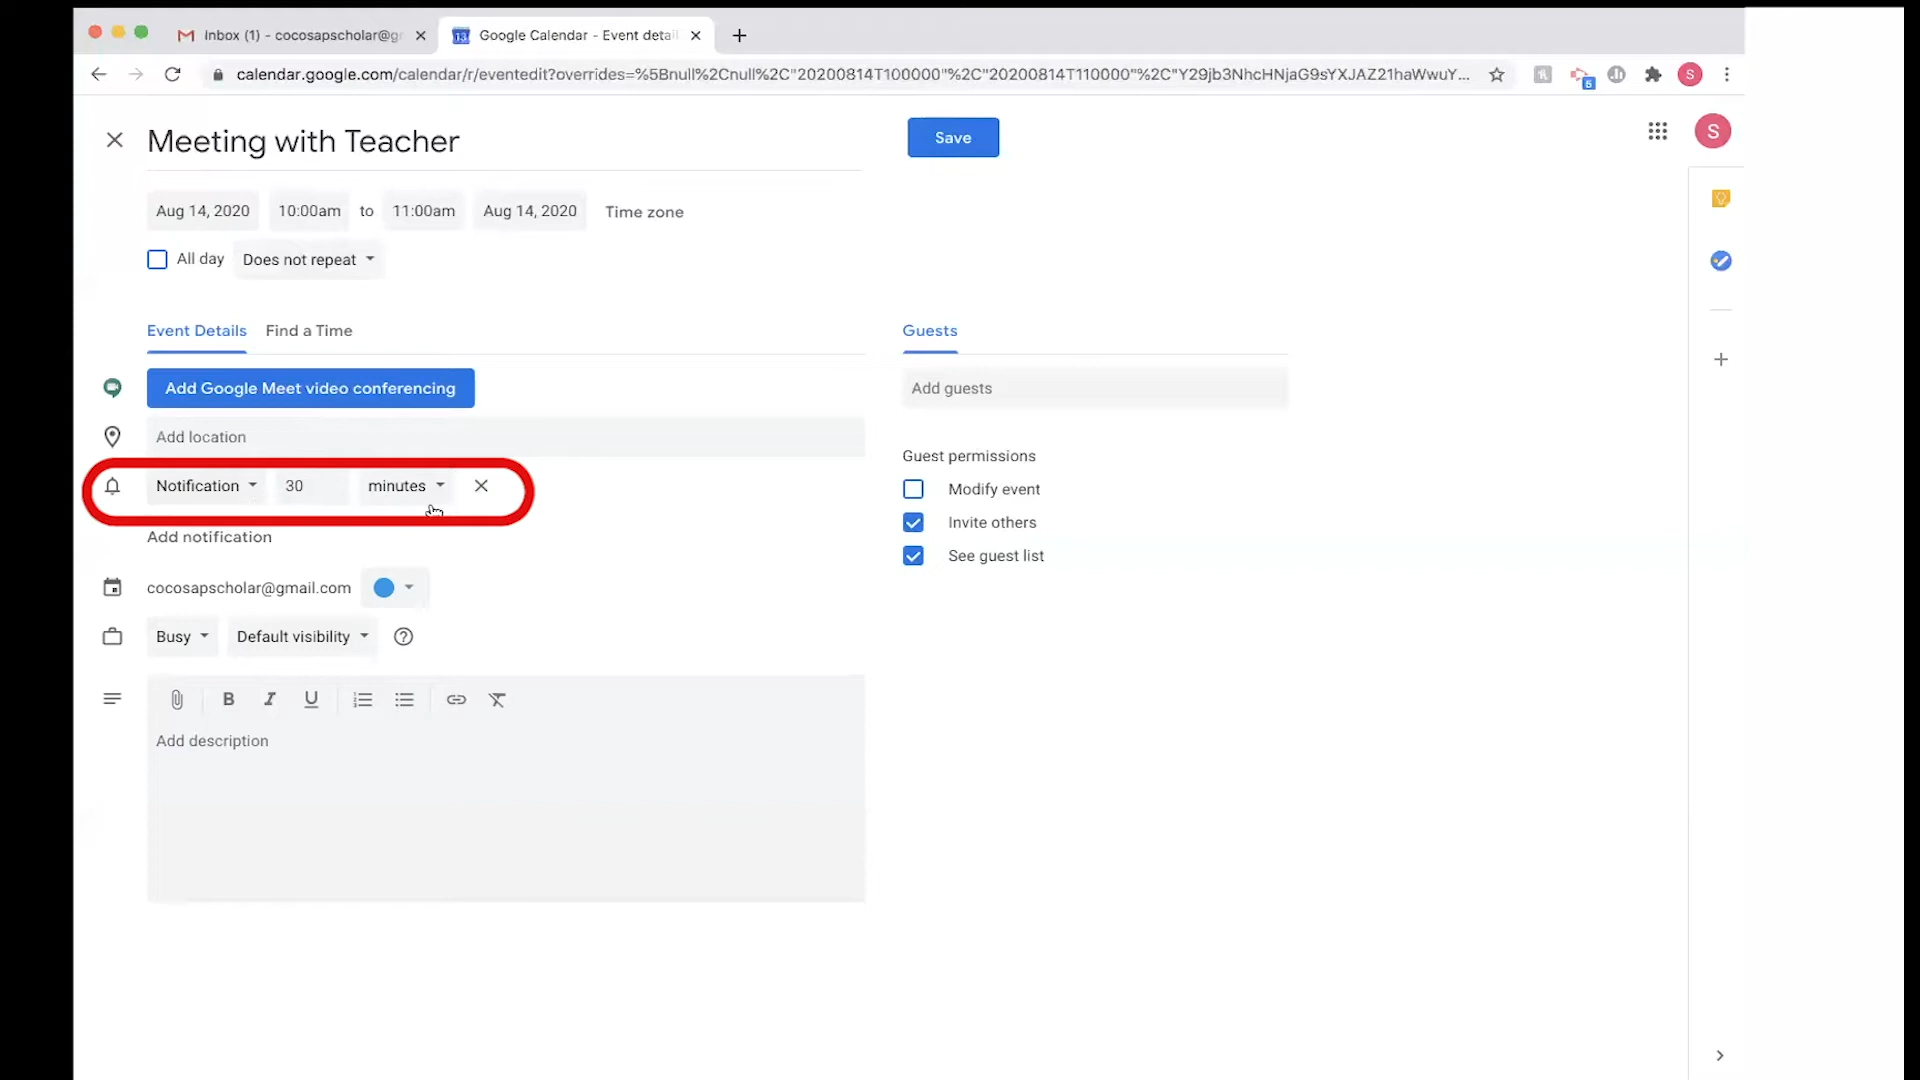 Inbox (1) - cocosapscholar@g
Google Calendar - Event detai
calendar.google.com/calendar/r/eventedit?overrides=%5Bnull%2Cnull%2C"20200814T100000"%2C"20200814T110000"%2C"Y29jb3NhcHNjaG9sYXJAZ21haWwuY...
5
S
Meeting with Teacher
Save
S
Aug 14, 2020 10:00am to 11:00am Aug 14, 2020 Time zone
All day Does not repeat
Event Details Find a Time
Guests
Add Google Meet video conferencing
Add guests
Add location
Guest permissions
Notification 30 minutes
Modify event
Invite others
Add notification
See guest list
cocosapscholar@gmail.com
Busy Default visibility
B I U
Add description